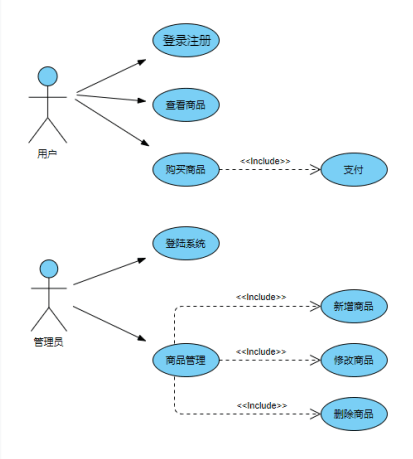 登录注册
查看商品
用户
购买商品
<<Include>>
支付
登陆系统
管理员
<<Include>>
新增商品
商品管理
<<Include>>
修改商品
<<Include>>
删除商品